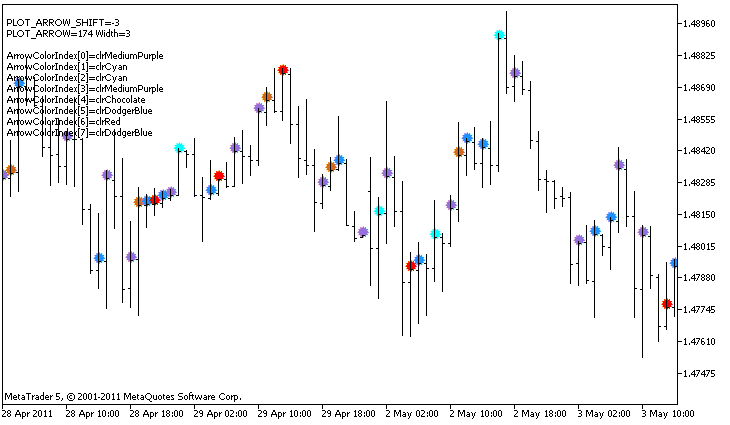 PLOT_ARROW_SHIFT=-3
PLOT_ARROW=174 Width=3
ArrowColorIndex[0]=clrMediumPurple
ArrowColorIndex[1]=clrCyan
ArrowColorIndex[2]=clrCyan
ArrowColorIndex[3]=clrMediumPurple
ArrowColorIndex[4]=clrChocolate
ArrowColorIndex[5]=clrDodgerBlue
ArrowColorIndex[6]=clrRed
ArrowColorIndex[7]=clrDodgerBlue
1.48960
1.48825
1.48690
1.48555
1.48420
1.48285
1.48150
1.48015
1.47880
1.47745
1.47610
1.47475
MetaTrader 5, © 2001-2011 MetaQuotes Software Corp.
28 Apr 2011 28 Apr 10:00 28 Apr 18:00 29 Apr 02:00 29 Apr 10:00 29 Apr 18:00 2 May 02:00 2 May 10:00 2 May 18:00 3 May 02:00 3 May 10:00